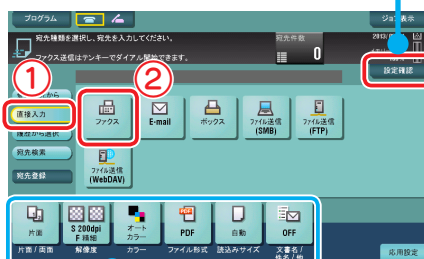 プログラム
ジョブ表示
宛先種類を選択し、宛先を入力してください。
ファクス送信はテンキーでダイアル開始できます。
宛先件数
0
設定確認
①
②
直接入力
履歴から選択
宛先検索
宛先登録
ファクス
E-mail
ボックス
ファイル送信
(SMB)
ファイル送信
(FTP)
ファイル送信
(WebDAV)
片面
S 200dpi
F 精細
オート
カラー
PDF
自動
OFF
片面 / 両面
解像度
カラー
ファイル形式
読込みサイズ
文書名 /
件名 / 他
応用設定